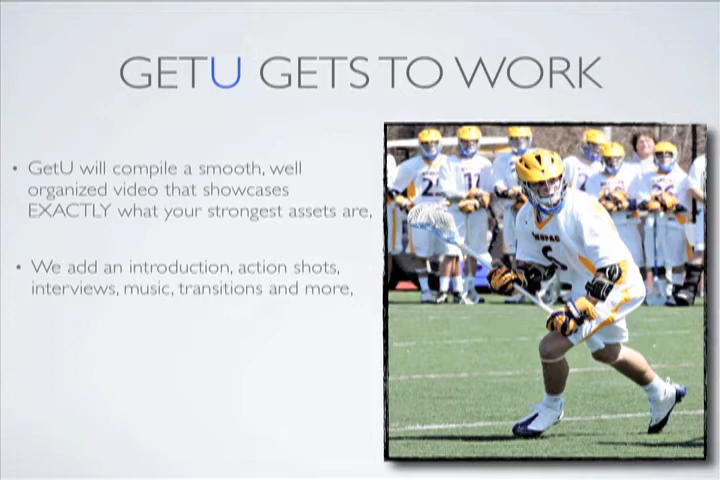 GETU GETS TO WORK
• GetU will compile a smooth, well
organized video that showcases
EXACTLY what your strongest assets are,
• We add an introduction, action shots,
interviews, music, transitions and more,